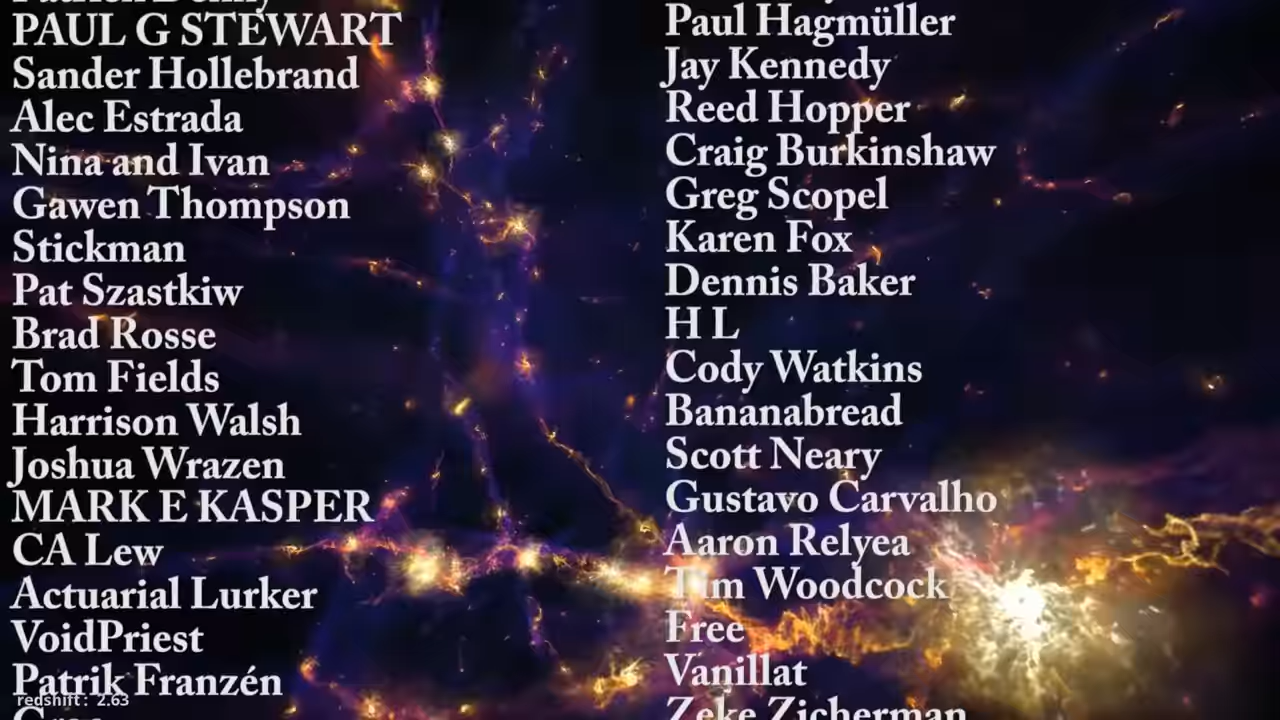 PAUL G STEWART
Sander Hollebrand
Alec Estrada
Nina and Ivan
Gawen Thompson
Stickman
Pat Szastkiw
Brad Rosse
Tom Fields
Harrison Walsh
Joshua Wrazen
MARK E KASPER
CA Lew
Actuarial Lurker
VoidPriest
Patrik Franzén
redshift: 2.63
Paul Hagmüller
Jay Kennedy
Reed Hopper
Craig Burkinshaw
Greg Scopel
Karen Fox
Dennis Baker
H L
Cody Watkins
Bananabread
Scott Neary
Gustavo Carvalho
Aaron Relyea
Tim Woodcock
Free
Vanillat
Zeke Zicherman